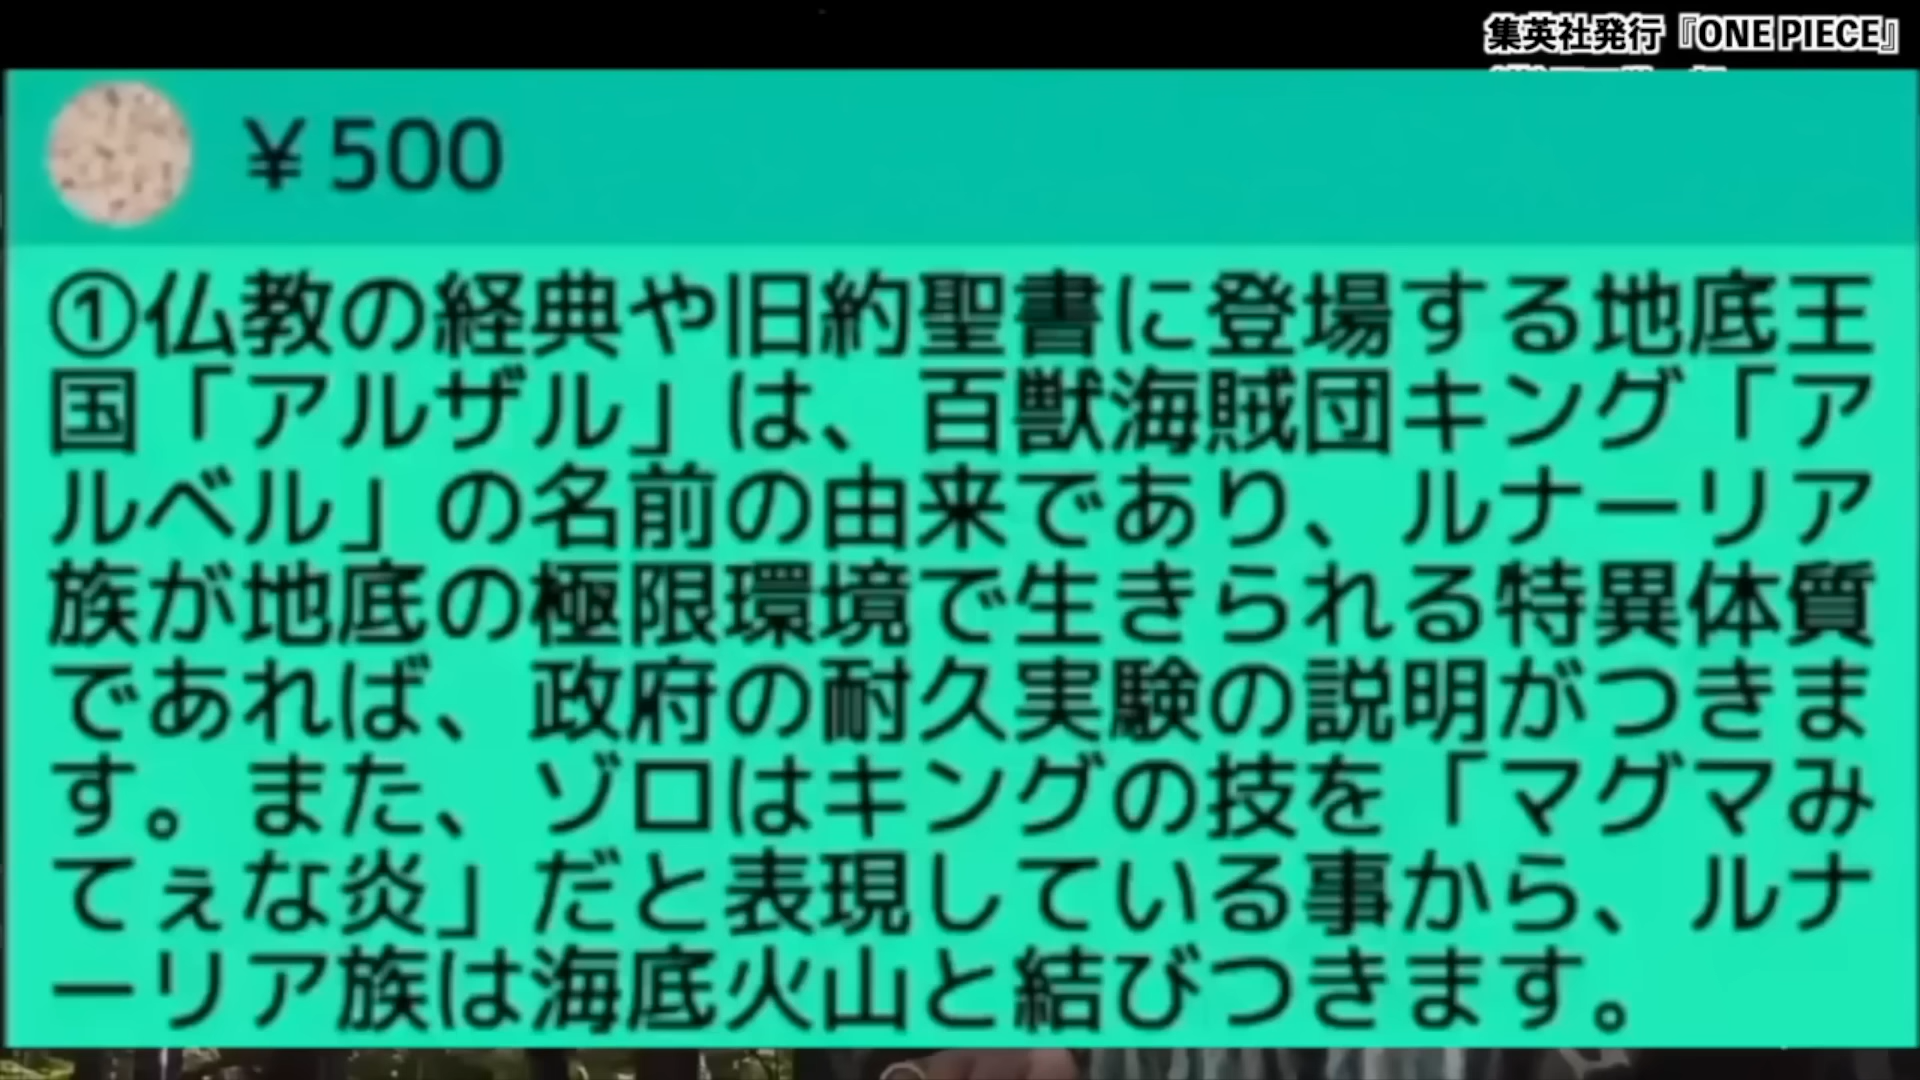 集英社発行『ONE PIECE』
￥500
①仏教の経典や旧約聖書に登場する地底王
国「アルザル」は、百獣海賊団キング「ア
ルベル」の名前の由来であり、ルナーリア
族が地底の極限環境で生きられる特異体質
であれば、政府の耐久実験の説明がつきま
す。また、ゾロはキングの技を「マグマみ
てぇな炎」だと表現している事から、ルナ
ーリア族は海底火山と結びつきます。